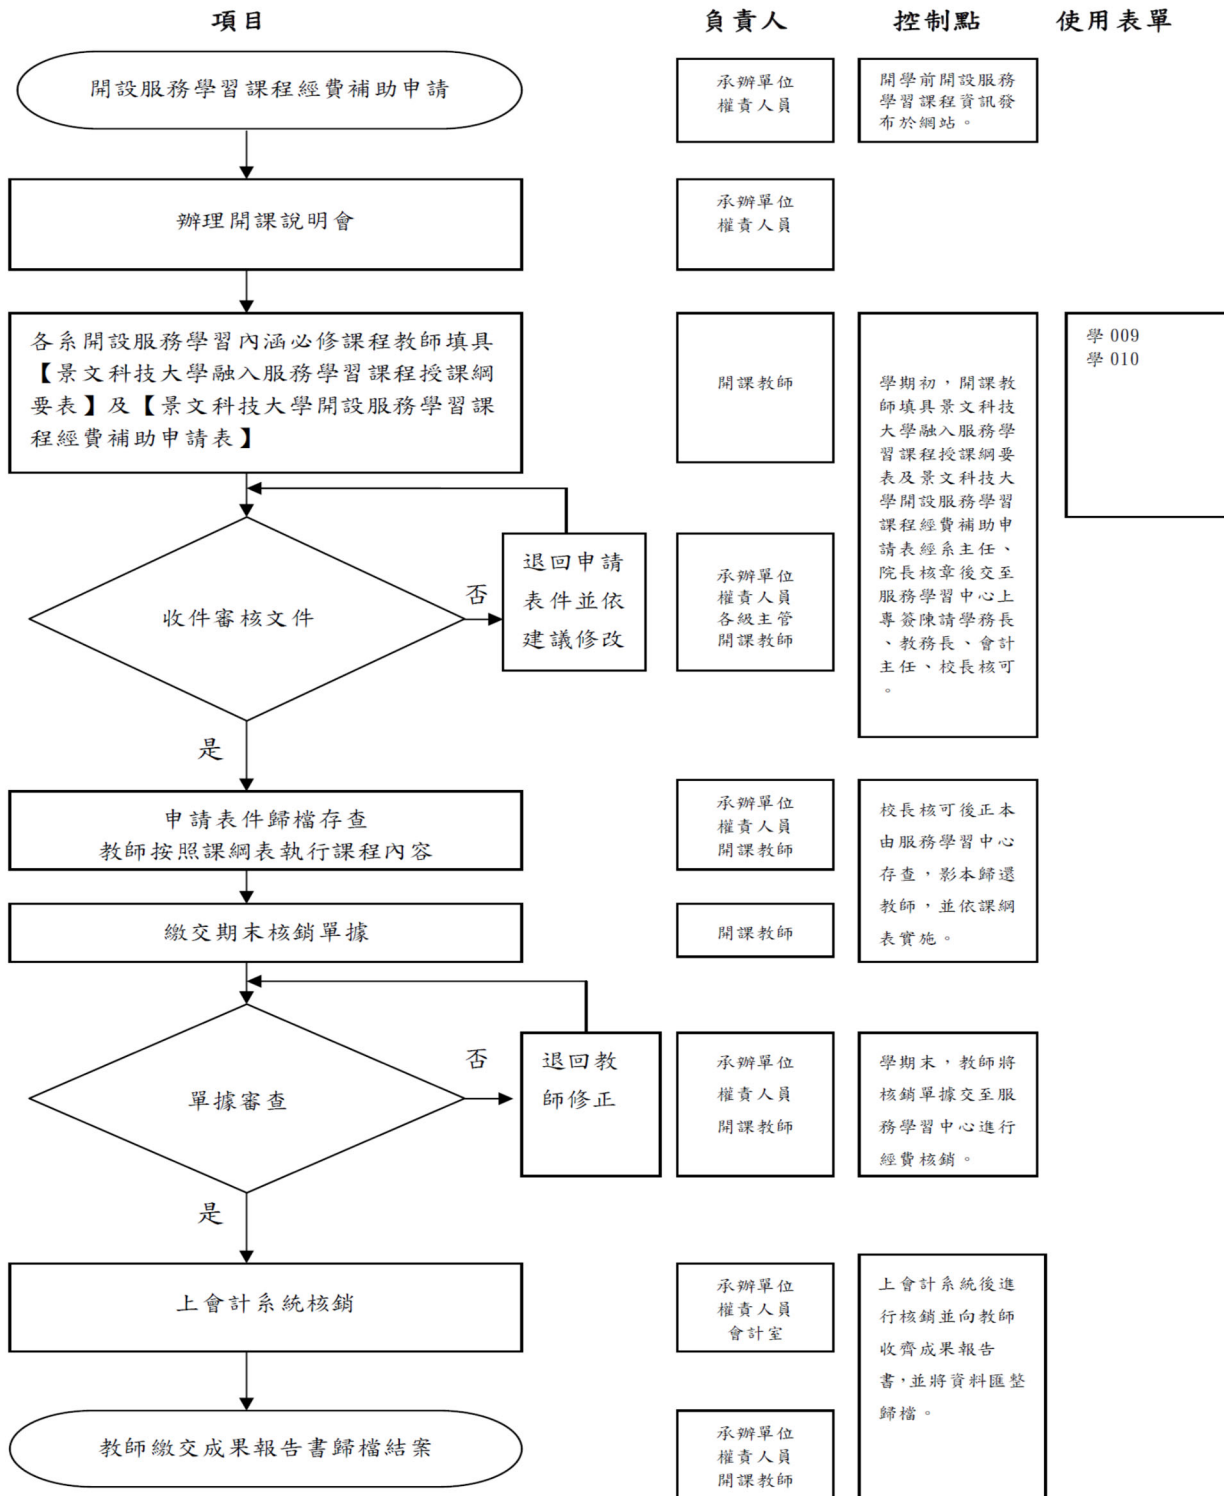 項目 負責人 控制點 使用表單
開設服務學習課程經費補助申請
承辦單位
權責人員
開學前開設服務
學習課程資訊發
布於網站。
辦理開課說明會
承辦單位
權責人員
各系開設服務學習內涵必修課程教師填具
【景文科技大學融入服務學習課程授課綱
要表】及【景文科技大學開設服務學習課
程經費補助申請表】
開課教師
學期初，開課教
師填具景文科技
大學融入服務學
習課程授課綱要
表及景文科技大
學開設服務學習
課程經費補助申
請表經系主任、
院長核章後交至
服務學習中心上
專簽陳請學務長
、教務長、會計
主任、校長核可
。
學 009
學 010
收件審核文件
否
退回申請
表件並依
建議修改
承辦單位
權責人員
各級主管
開課教師
是
申請表件歸檔存查
教師按照課綱表執行課程內容
承辦單位
權責人員
開課教師
校長核可後正本
由服務學習中心
存查，影本歸還
教師，並依課綱
表實施。
繳交期末核銷單據
開課教師
單據審查
否
退回教
師修正
承辦單位
權責人員
開課教師
學期末，教師將
核銷單據交至服
務學習中心進行
經費核銷。
是
上會計系統核銷
承辦單位
權責人員
會計室
上會計系統後進
行核銷並向教師
收齊成果報告
書，並將資料匯整
歸檔。
教師繳交成果報告書歸檔結案
承辦單位
權責人員
開課教師